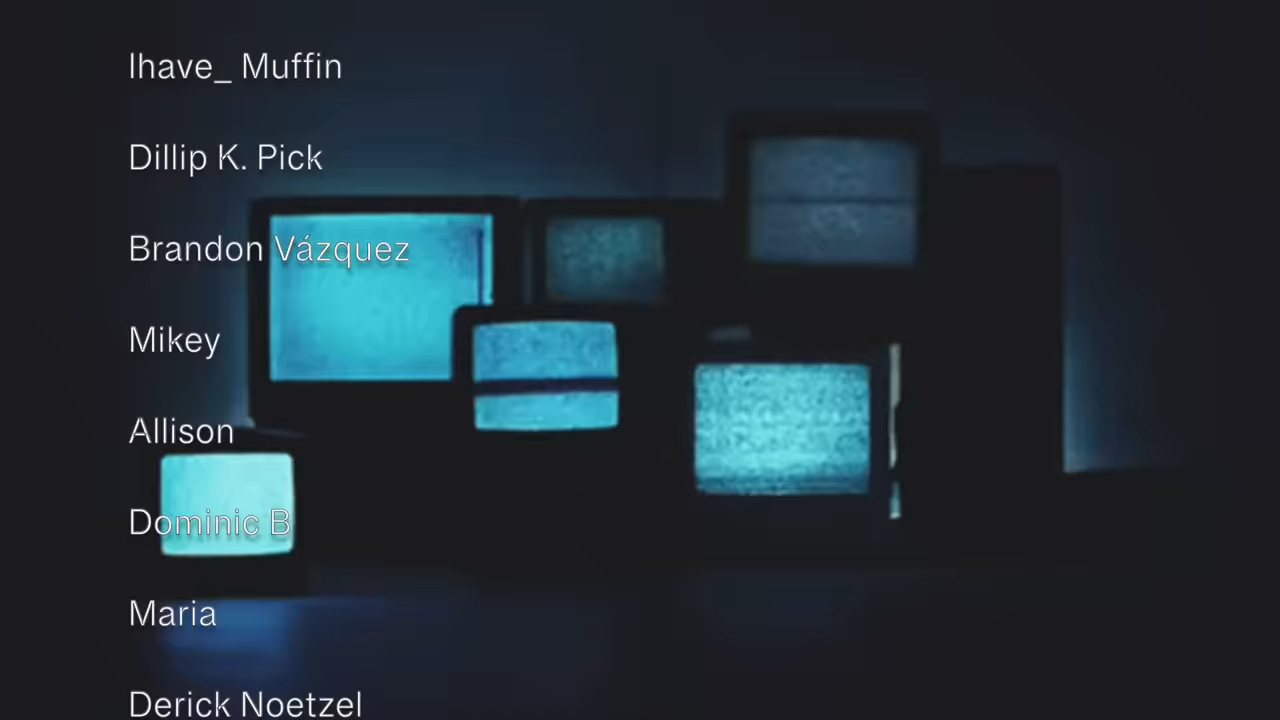 Ihave_ Muffin
Dillip K. Pick
Brandon Vázquez
Mikey
Allison
Dominic B
Maria
Derick Noetzel